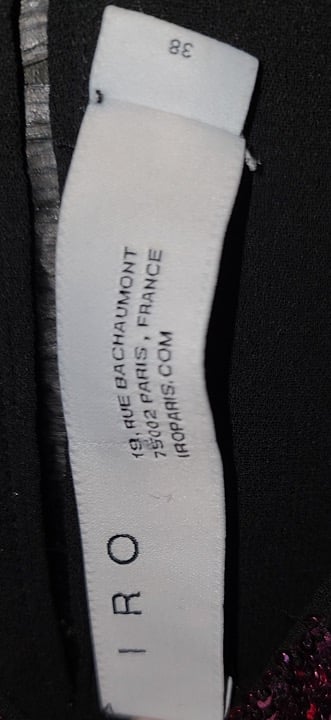 38
19, RUE BACHAUMONT
75002 PARIS, FRANCE
IROPARIS.COM
IRO